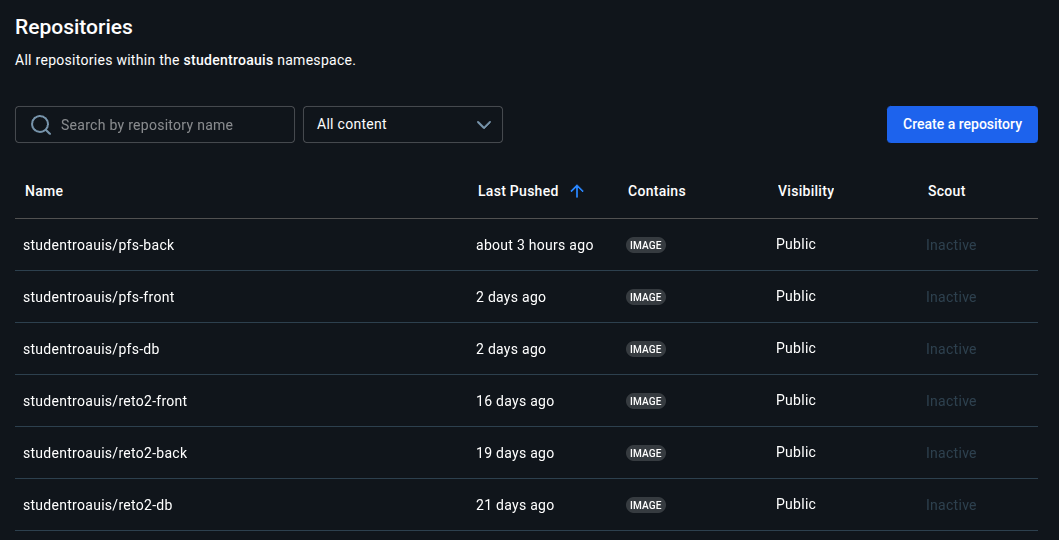 Repositories
All repositories within the studentroauis namespace.
Search by repository name All content Create a repository
Name Last Pushed Contains Visibility Scout
studentroauis/pfs-back about 3 hours ago IMAGE Public Inactive
studentroauis/pfs-front 2 days ago IMAGE Public Inactive
studentroauis/pfs-db 2 days ago IMAGE Public Inactive
studentroauis/reto2-front 16 days ago IMAGE Public Inactive
studentroauis/reto2-back 19 days ago IMAGE Public Inactive
studentroauis/reto2-db 21 days ago IMAGE Public Inactive